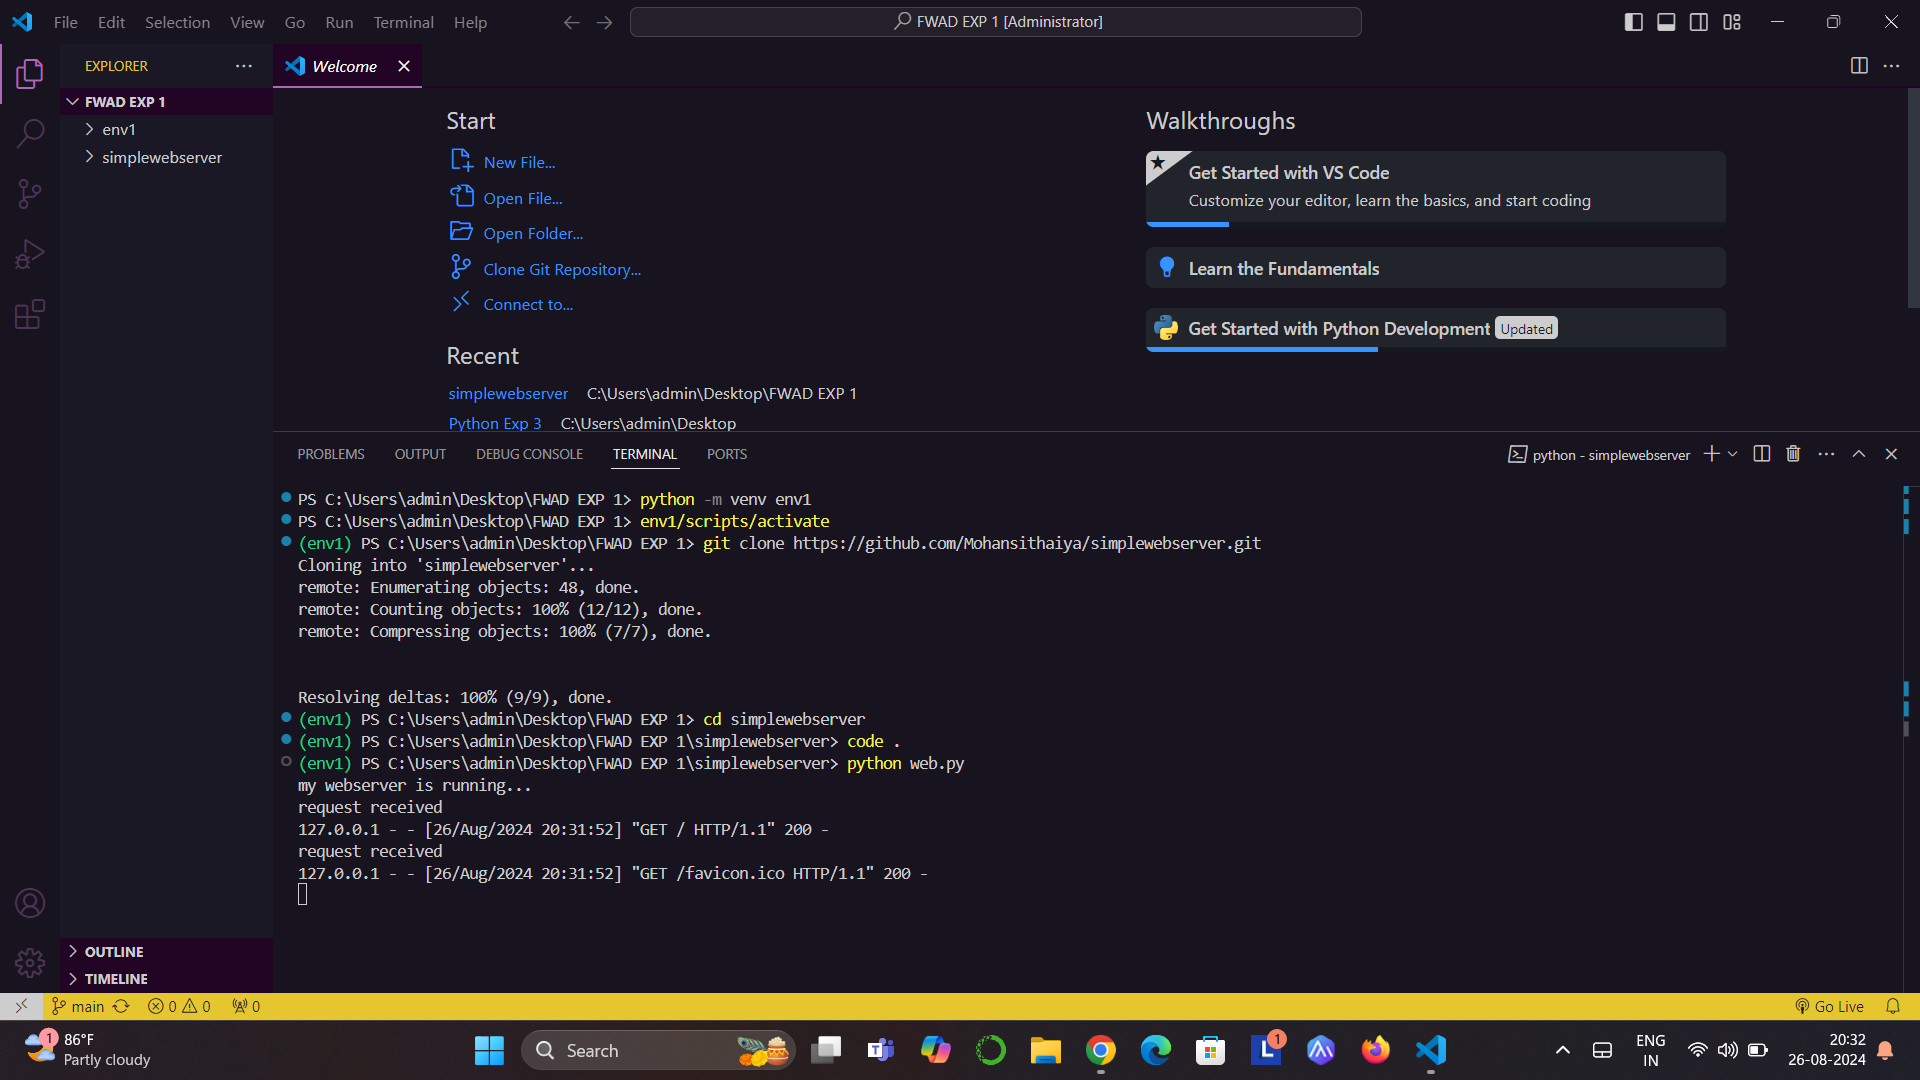 File Edit Selection View Go Run Terminal Help
FWAD EXP 1 [Administrator]
EXPLORER
Welcome
FWAD EXP 1
env1
simplewebserver
Start
New File...
Open File...
Open Folder...
Clone Git Repository...
Connect to...
Recent
simplewebserver C:\Users\admin\Desktop\FWAD EXP 1
Python Exp 3 C:\Users\admin\Desktop
Walkthroughs
Get Started with VS Code
Customize your editor, learn the basics, and start coding
Learn the Fundamentals
Get Started with Python Development Updated
PROBLEMS OUTPUT DEBUG CONSOLE TERMINAL PORTS
python - simplewebserver
PS C:\Users\admin\Desktop\FWAD EXP 1> python -m venv env1
PS C:\Users\admin\Desktop\FWAD EXP 1> env1/scripts/activate
(env1) PS C:\Users\admin\Desktop\FWAD EXP 1> git clone https://github.com/Mohansithaiya/simplewebserver.git
Cloning into 'simplewebserver'...
remote: Enumerating objects: 48, done.
remote: Counting objects: 100% (12/12), done.
remote: Compressing objects: 100% (7/7), done.
Resolving deltas: 100% (9/9), done.
(env1) PS C:\Users\admin\Desktop\FWAD EXP 1> cd simplewebserver
(env1) PS C:\Users\admin\Desktop\FWAD EXP 1\simplewebserver> code .
(env1) PS C:\Users\admin\Desktop\FWAD EXP 1\simplewebserver> python web.py
my webserver is running...
request received
127.0.0.1 - - [26/Aug/2024 20:31:52] "GET / HTTP/1.1" 200 -
request received
127.0.0.1 - - [26/Aug/2024 20:31:52] "GET /favicon.ico HTTP/1.1" 200 -
OUTLINE
TIMELINE
main 0 0 0
Go Live
1
86°F
Partly cloudy
Search
L 1
ENG
IN
20:32
26-08-2024